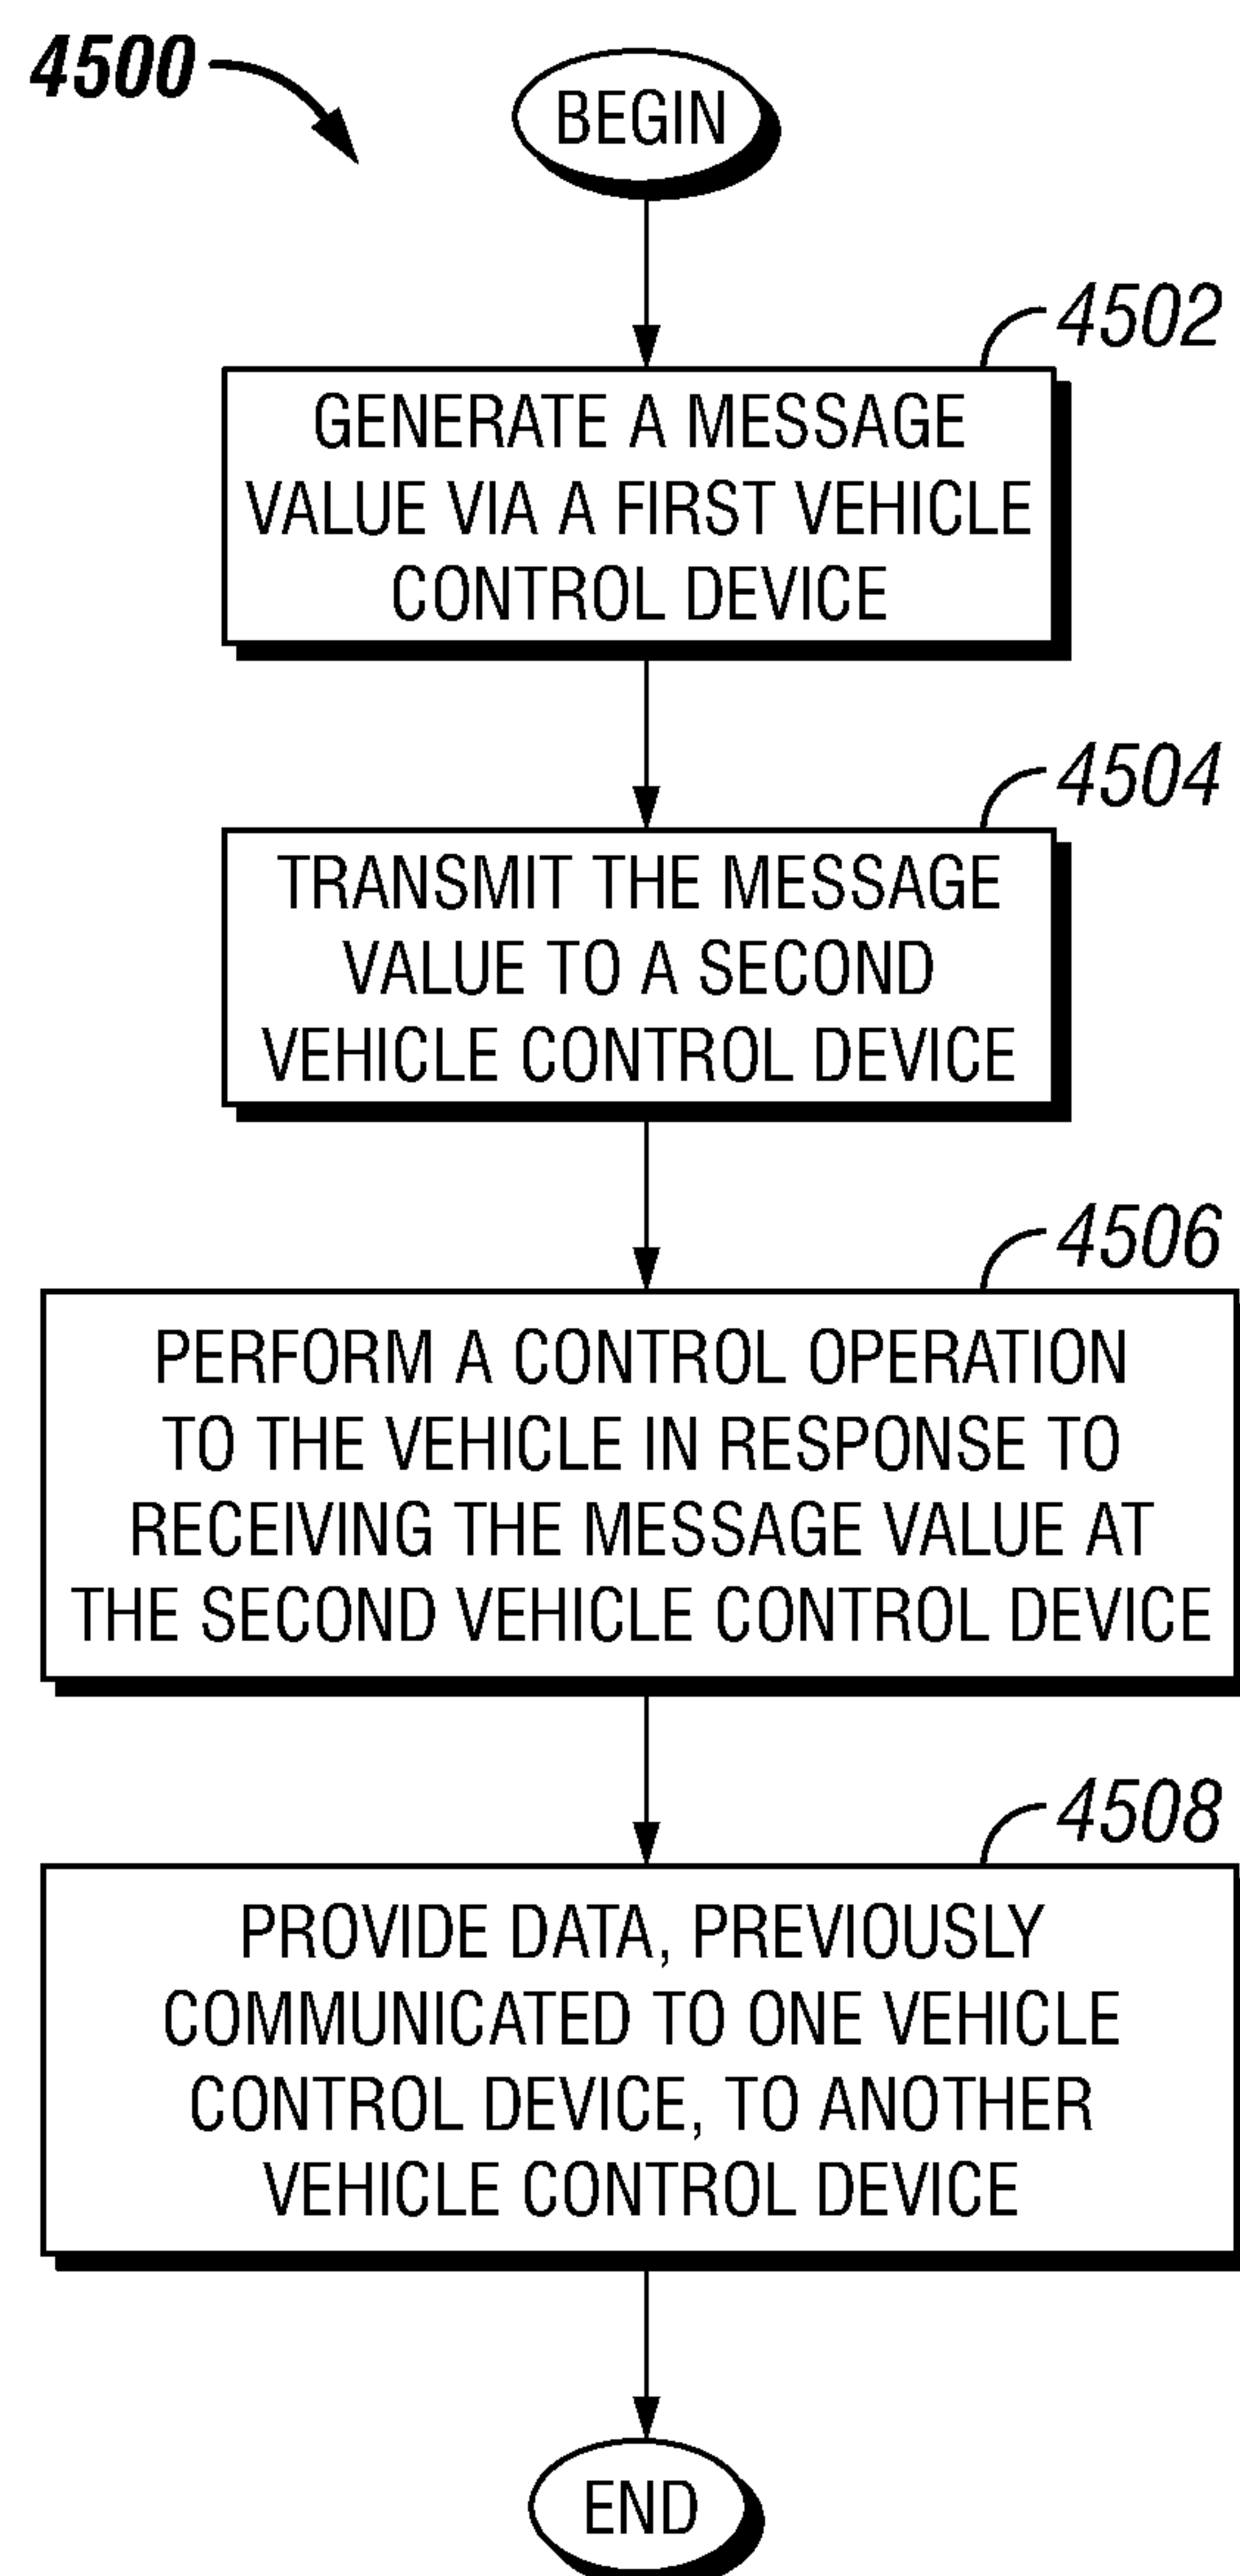 4500
BEGIN
4502
GENERATE A MESSAGE
VALUE VIA A FIRST VEHICLE
CONTROL DEVICE
4504
TRANSMIT THE MESSAGE
VALUE TO A SECOND
VEHICLE CONTROL DEVICE
4506
PERFORM A CONTROL OPERATION
TO THE VEHICLE IN RESPONSE TO
RECEIVING THE MESSAGE VALUE AT
THE SECOND VEHICLE CONTROL DEVICE
4508
PROVIDE DATA, PREVIOUSLY
COMMUNICATED TO ONE VEHICLE
CONTROL DEVICE, TO ANOTHER
VEHICLE CONTROL DEVICE
END